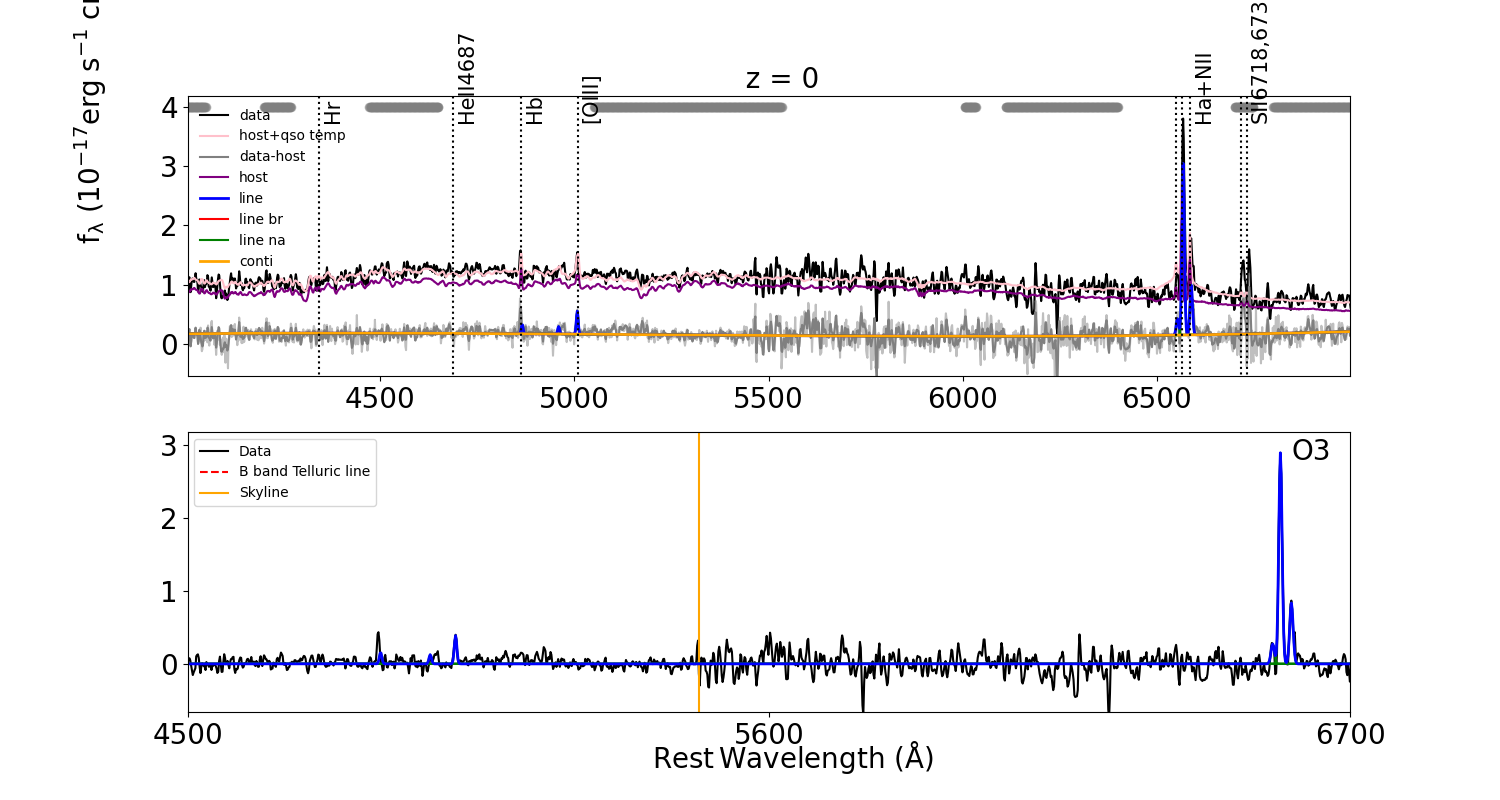 z = 0
f_λ (10^−17 erg s^−1
Hr
HeII4687
Hb
[OIII]
Ha+NII
SII6718,673
data
host+qso temp
data-host
host
line
line br
line na
conti
4
3
2
1
0
4500
5000
5500
6000
6500
Data
B band Telluric line
Skyline
O3
3
2
1
0
4500
5600
6700
Rest Wavelength (Å)